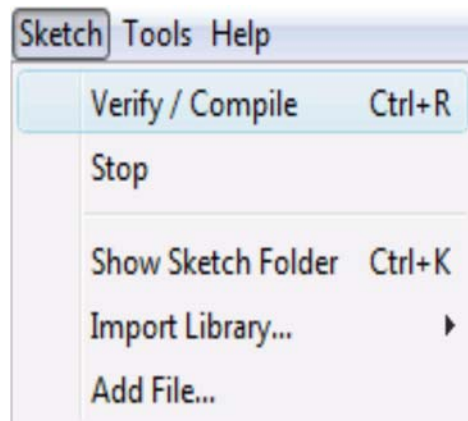 Sketch Tools Help
Verify / Compile Ctrl+R
Stop
Show Sketch Folder Ctrl+K
Import Library...
Add File...